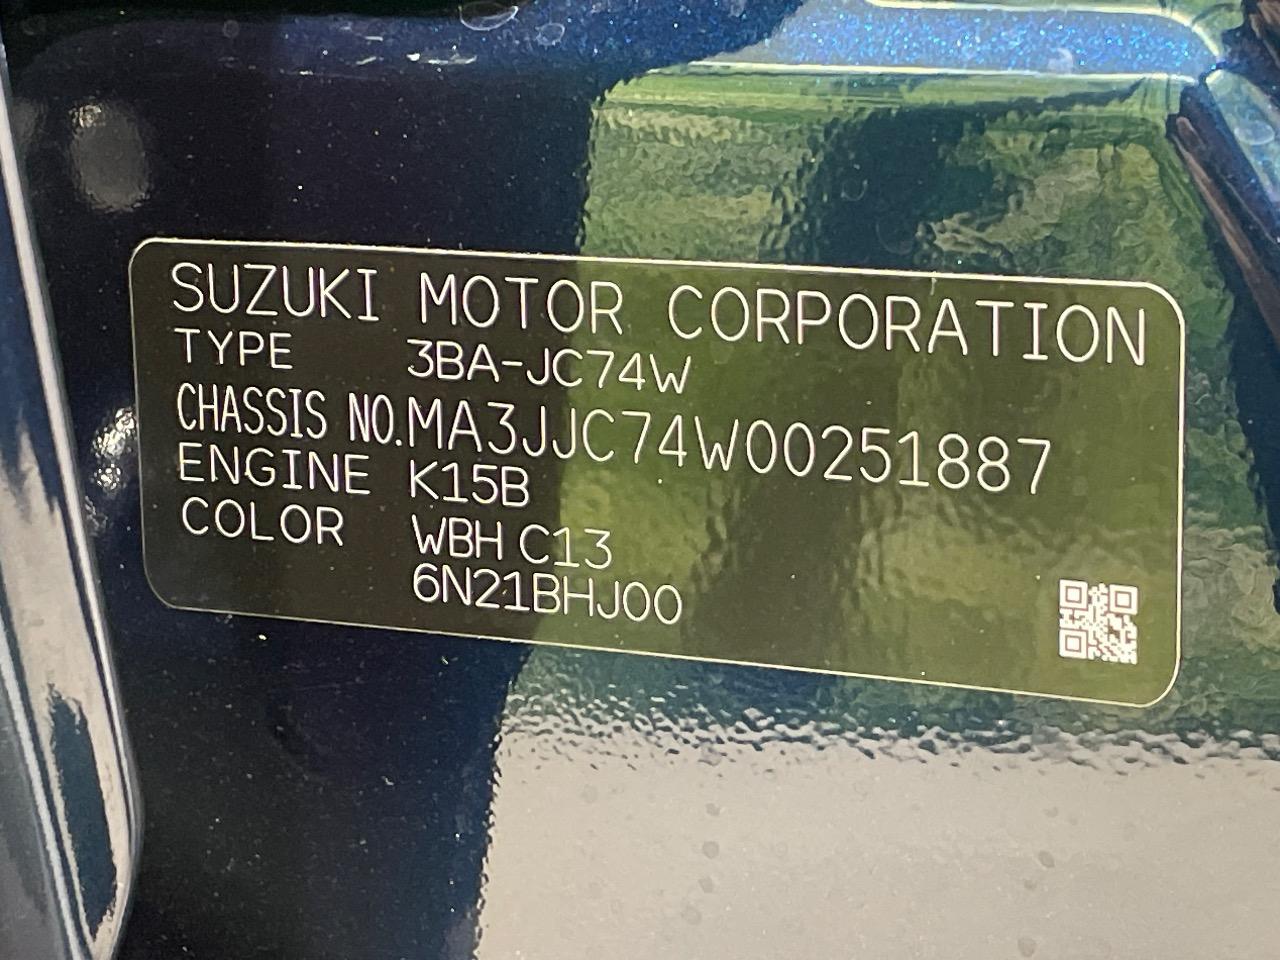 SUZUKI MOTOR CORPORATION
TYPE 3BA-JC74W
CHASSIS NO. MA3JJC74W00251887
ENGINE K15B
COLOR WBH C13
6N21BHJ00